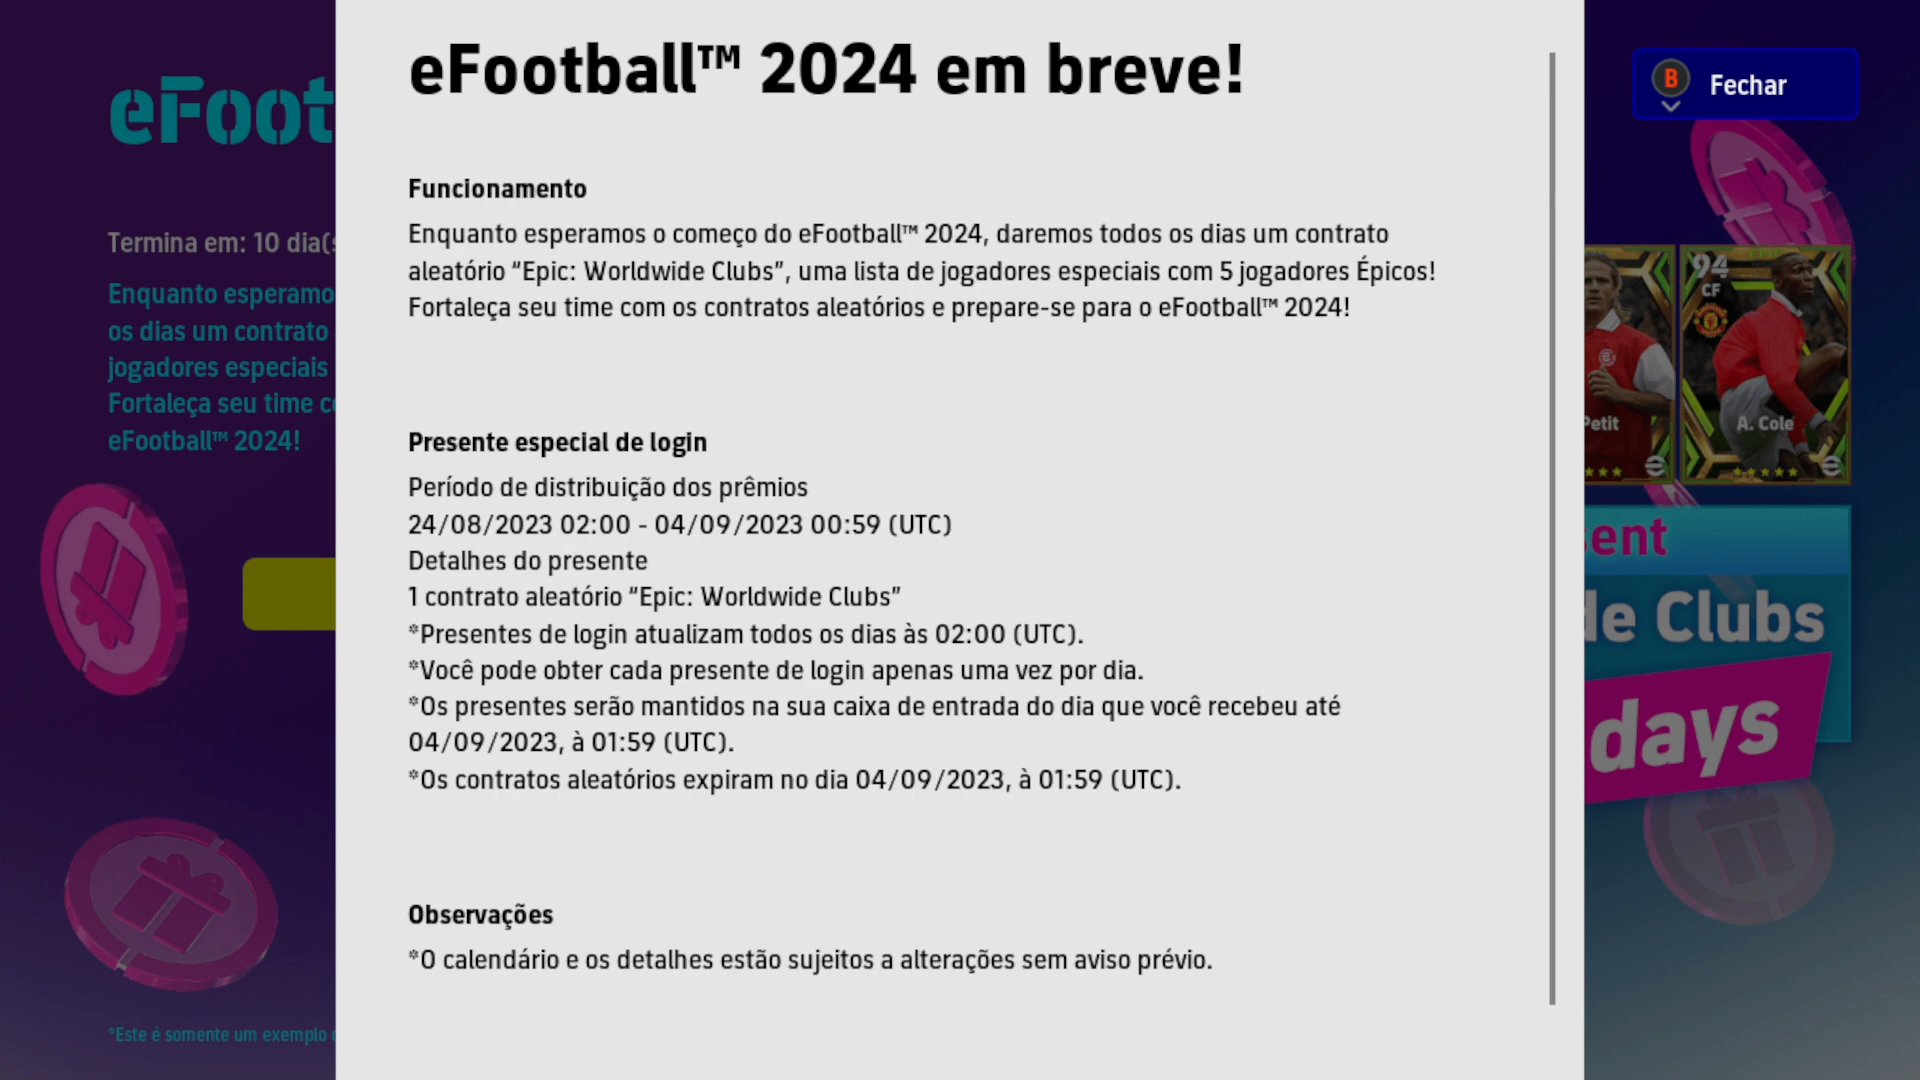 eFootball™ 2024 em breve!
B Fechar
eFoot
Funcionamento
Enquanto esperamos o começo do eFootball™ 2024, daremos todos os dias um contrato
aleatório “Epic: Worldwide Clubs”, uma lista de jogadores especiais com 5 jogadores Épicos!
Fortaleça seu time com os contratos aleatórios e prepare-se para o eFootball™ 2024!
Termina em: 10 dia(s
Enquanto esperamo
os dias um contrato
jogadores especiais
Fortaleça seu time c
eFootball™ 2024!
94
CF
Petit
A. Cole
Presente especial de login
Período de distribuição dos prêmios
24/08/2023 02:00 - 04/09/2023 00:59 (UTC)
Detalhes do presente
1 contrato aleatório “Epic: Worldwide Clubs”
*Presentes de login atualizam todos os dias às 02:00 (UTC).
*Você pode obter cada presente de login apenas uma vez por dia.
*Os presentes serão mantidos na sua caixa de entrada do dia que você recebeu até
04/09/2023, à 01:59 (UTC).
*Os contratos aleatórios expiram no dia 04/09/2023, à 01:59 (UTC).
sent
de Clubs
days
Observações
*O calendário e os detalhes estão sujeitos a alterações sem aviso prévio.
*Este é somente um exemplo